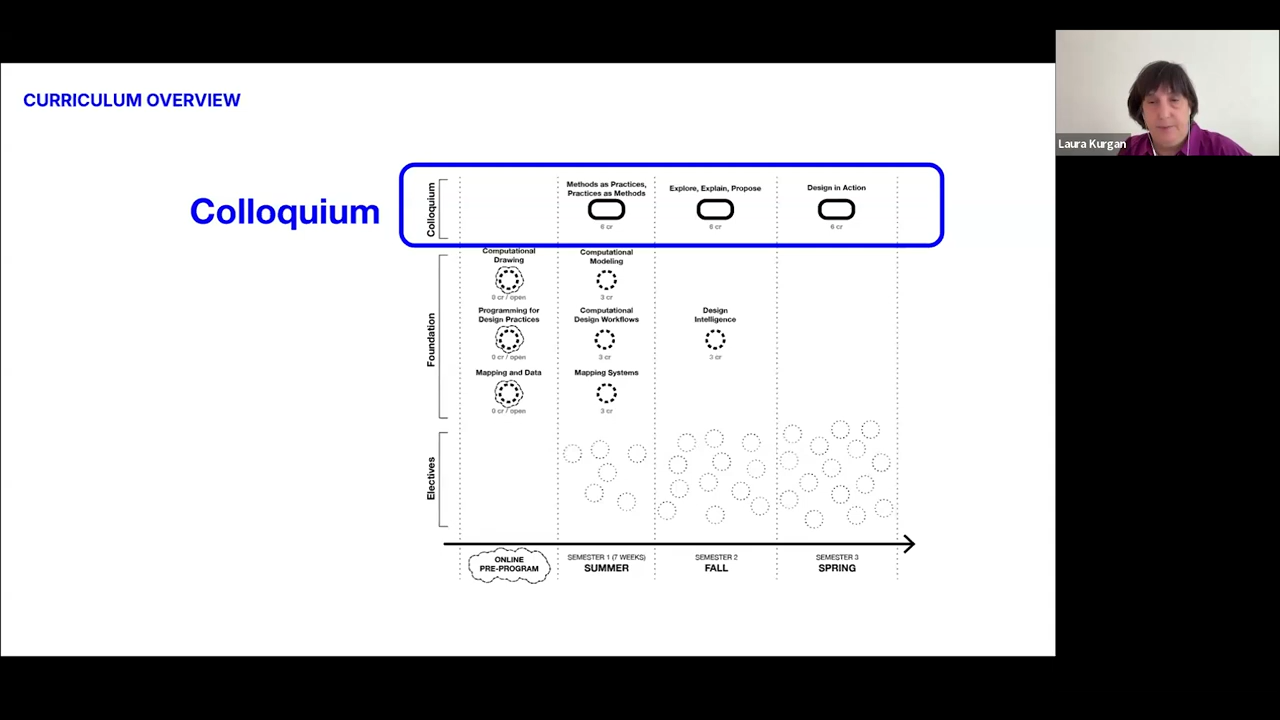 CURRICULUM OVERVIEW
Laura Kurgan
Colloquium
Colloquium
Methods as Practices,
Practices as Methods
6 cr
Explore, Explain, Propose
6 cr
Design in Action
6 cr
Foundation
Computational
Drawing
0 cr / open
Computational
Modeling
3 cr
Programming for
Design Practices
0 cr / open
Computational
Design Workflows
3 cr
Design
Intelligence
3 cr
Mapping and Data
0 cr / open
Mapping Systems
3 cr
Electives
ONLINE
PRE-PROGRAM
SEMESTER 1 (7 WEEKS)
SUMMER
SEMESTER 2
FALL
SEMESTER 3
SPRING